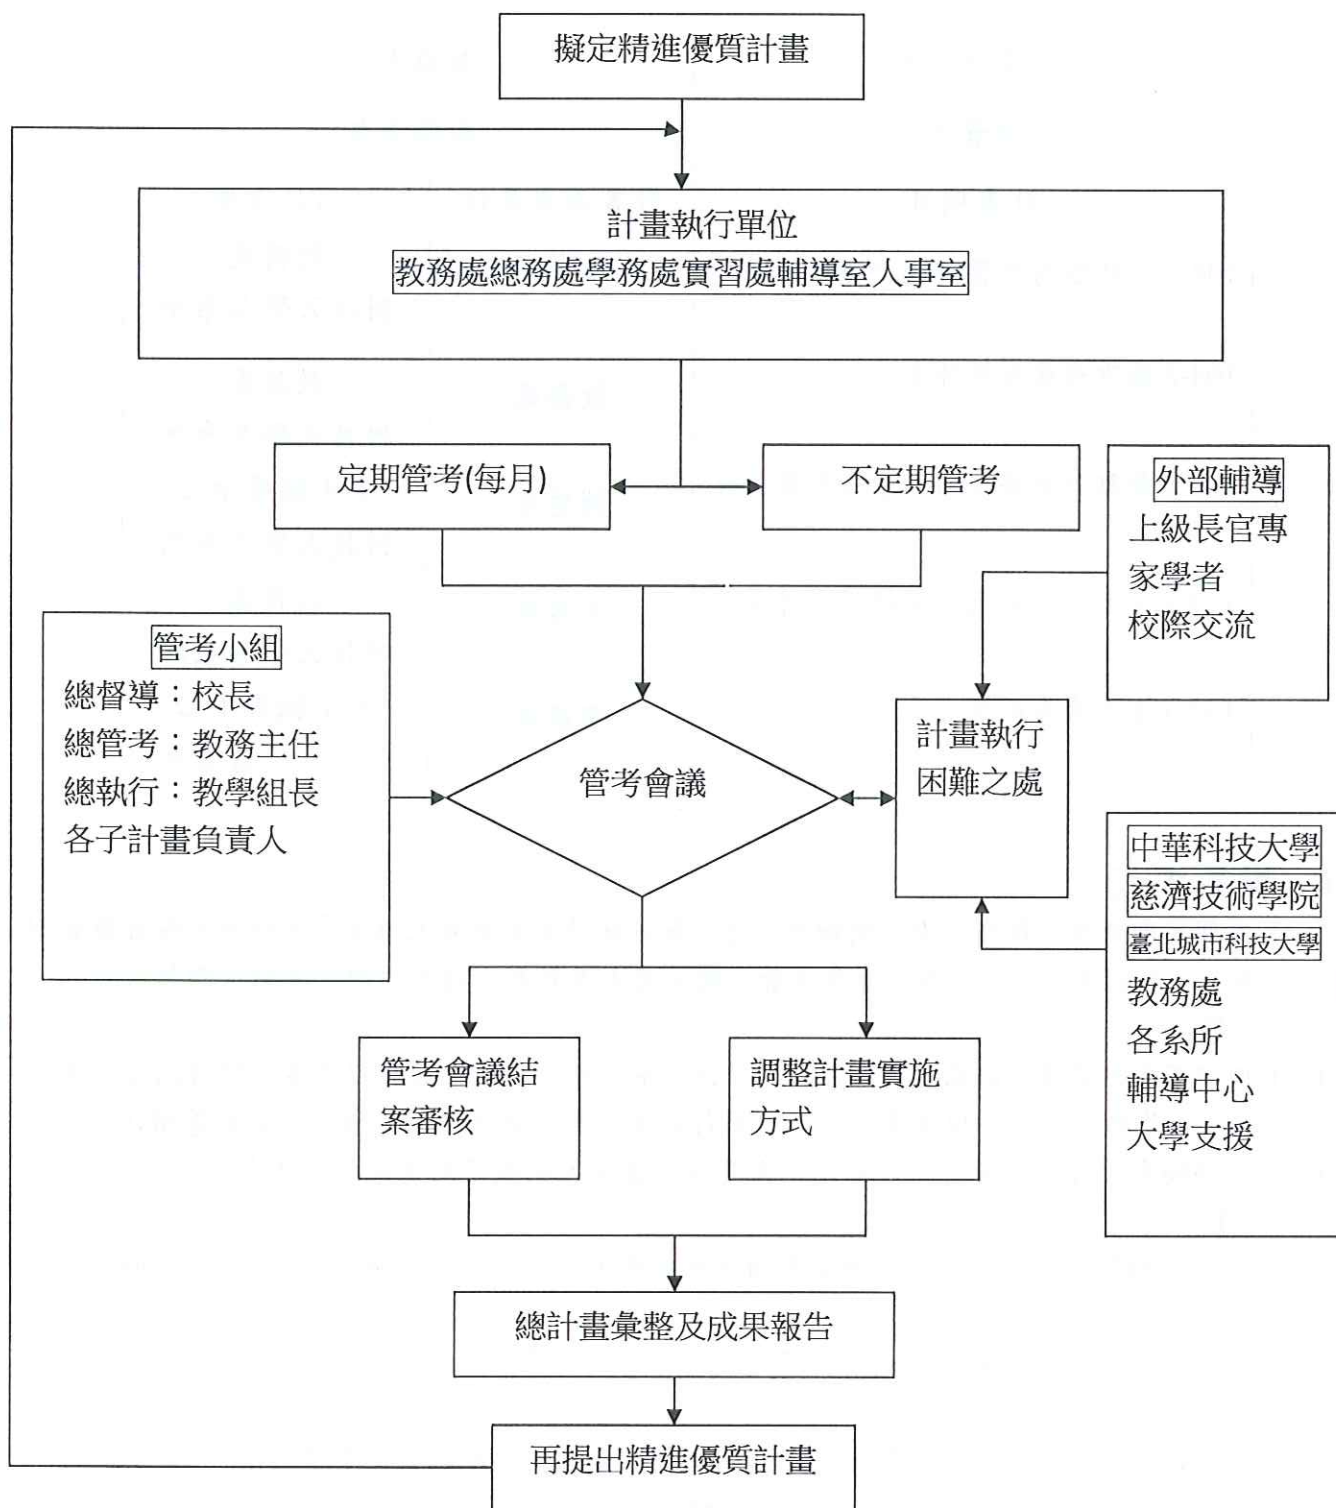 擬定精進優質計畫
計畫執行單位
教務處總務處學務處實習處輔導室人事室
定期管考(每月)
不定期管考
外部輔導
上級長官專
家學者
校際交流
管考小組
總督導：校長
總管考：教務主任
總執行：教學組長
各子計畫負責人
管考會議
計畫執行
困難之處
中華科技大學
慈濟技術學院
臺北城市科技大學
教務處
各系所
輔導中心
大學支援
管考會議結
案審核
調整計畫實施
方式
總計畫彙整及成果報告
再提出精進優質計畫